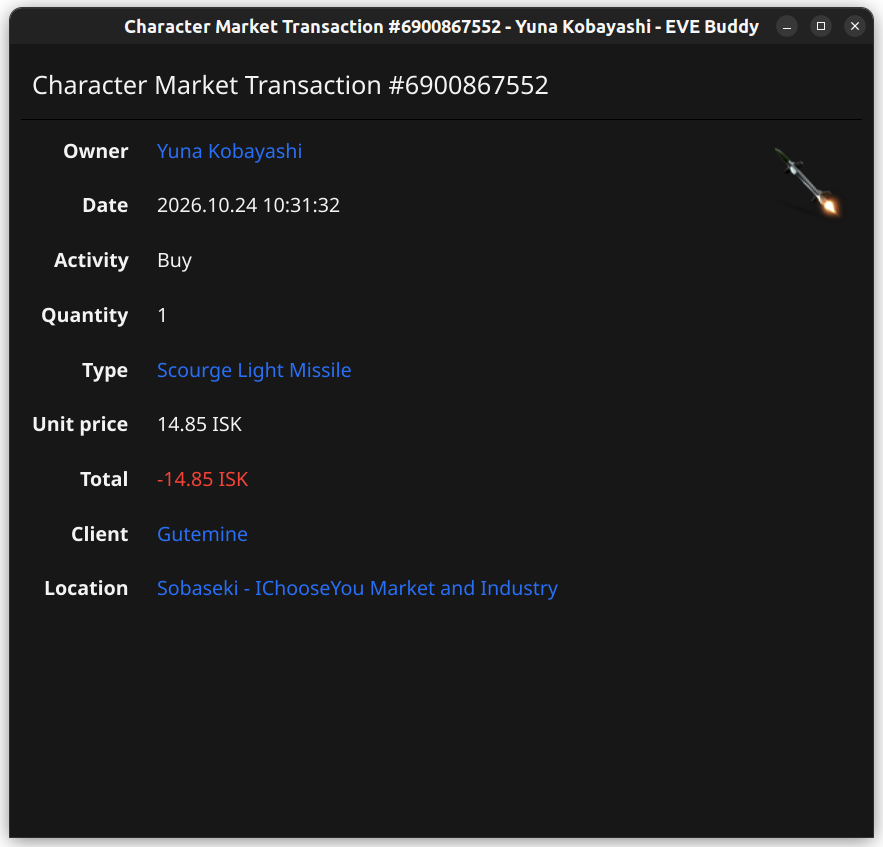 Character Market Transaction #6900867552 - Yuna Kobayashi - EVE Buddy
Character Market Transaction #6900867552
Owner Yuna Kobayashi
Date 2026.10.24 10:31:32
Activity Buy
Quantity 1
Type Scourge Light Missile
Unit price 14.85 ISK
Total -14.85 ISK
Client Gutemine
Location Sobaseki - IChooseYou Market and Industry